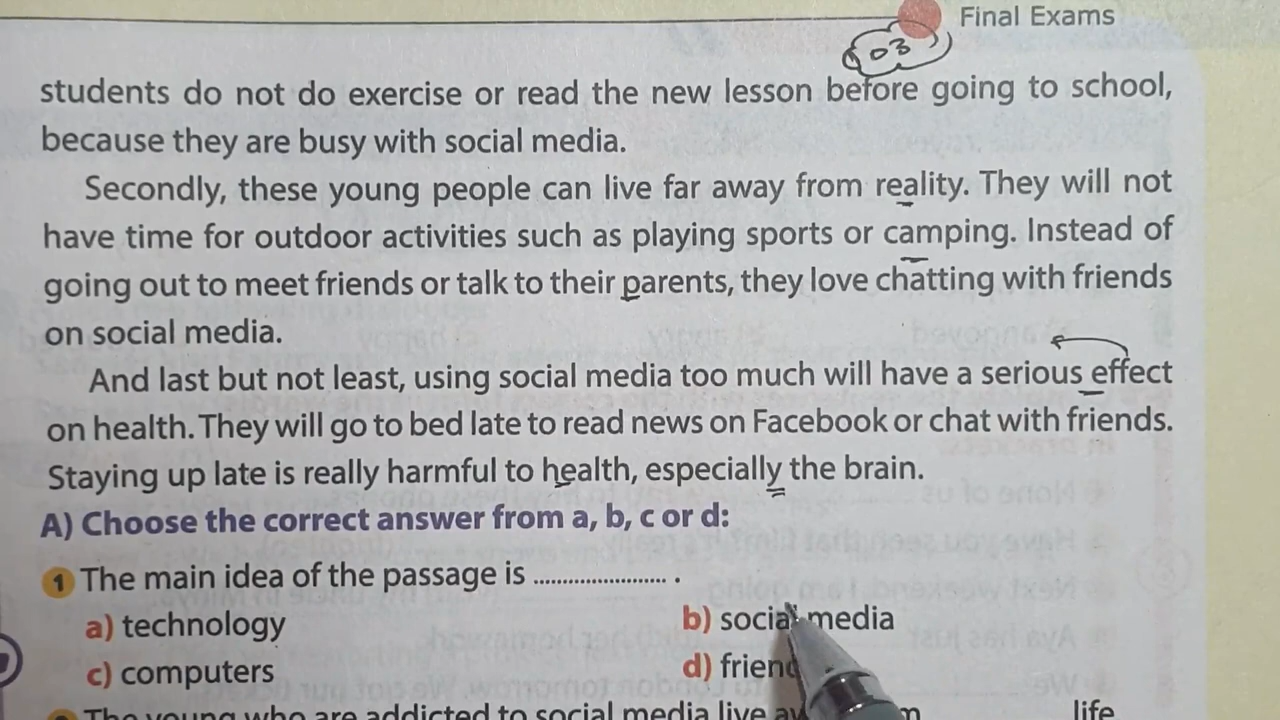 Final Exams
03
students do not do exercise or read the new lesson before going to school,
because they are busy with social media.
Secondly, these young people can live far away from reality. They will not
have time for outdoor activities such as playing sports or camping. Instead of
going out to meet friends or talk to their parents, they love chatting with friends
on social media.
And last but not least, using social media too much will have a serious effect
on health. They will go to bed late to read news on Facebook or chat with friends.
Staying up late is really harmful to health, especially the brain.
A) Choose the correct answer from a, b, c or d:
1 The main idea of the passage is ........................ .
a) technology
b) social media
c) computers
d)
The young who are addicted to social media live life